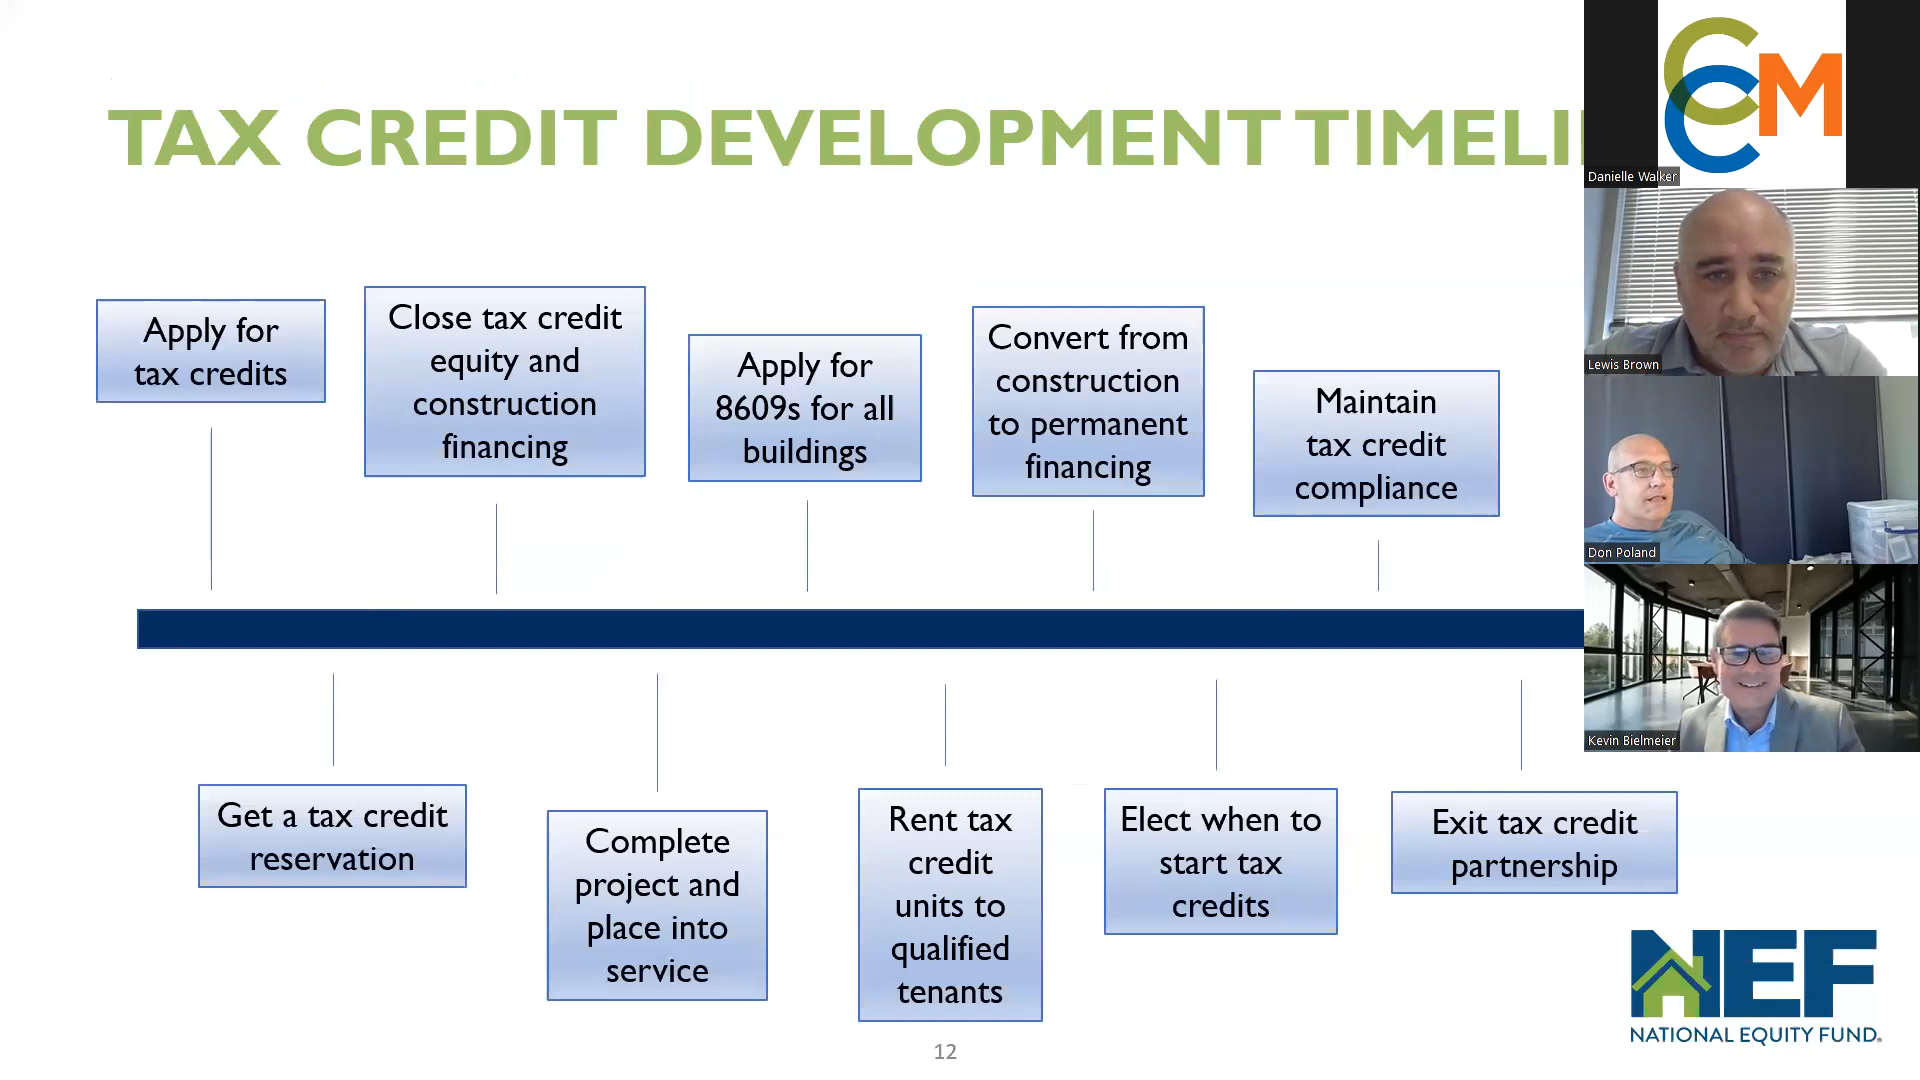 TAX CREDIT DEVELOPMENT TIMELI
CCM
Danielle Walker
Lewis Brown
Don Poland
Kevin Bielmeier
Apply for
tax credits
Close tax credit
equity and
construction
financing
Apply for
8609s for all
buildings
Convert from
construction
to permanent
financing
Maintain
tax credit
compliance
Get a tax credit
reservation
Complete
project and
place into
service
Rent tax
credit
units to
qualified
tenants
Elect when to
start tax
credits
Exit tax credit
partnership
NEF
NATIONAL EQUITY FUND.
12